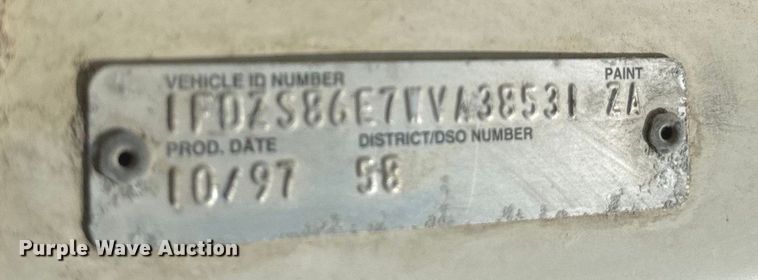 VEHICLE ID NUMBER PAINT
1FDZS86E7WVA38531 ZA
PROD. DATE DISTRICT/DSO NUMBER
10/97 58
Purple Wave Auction